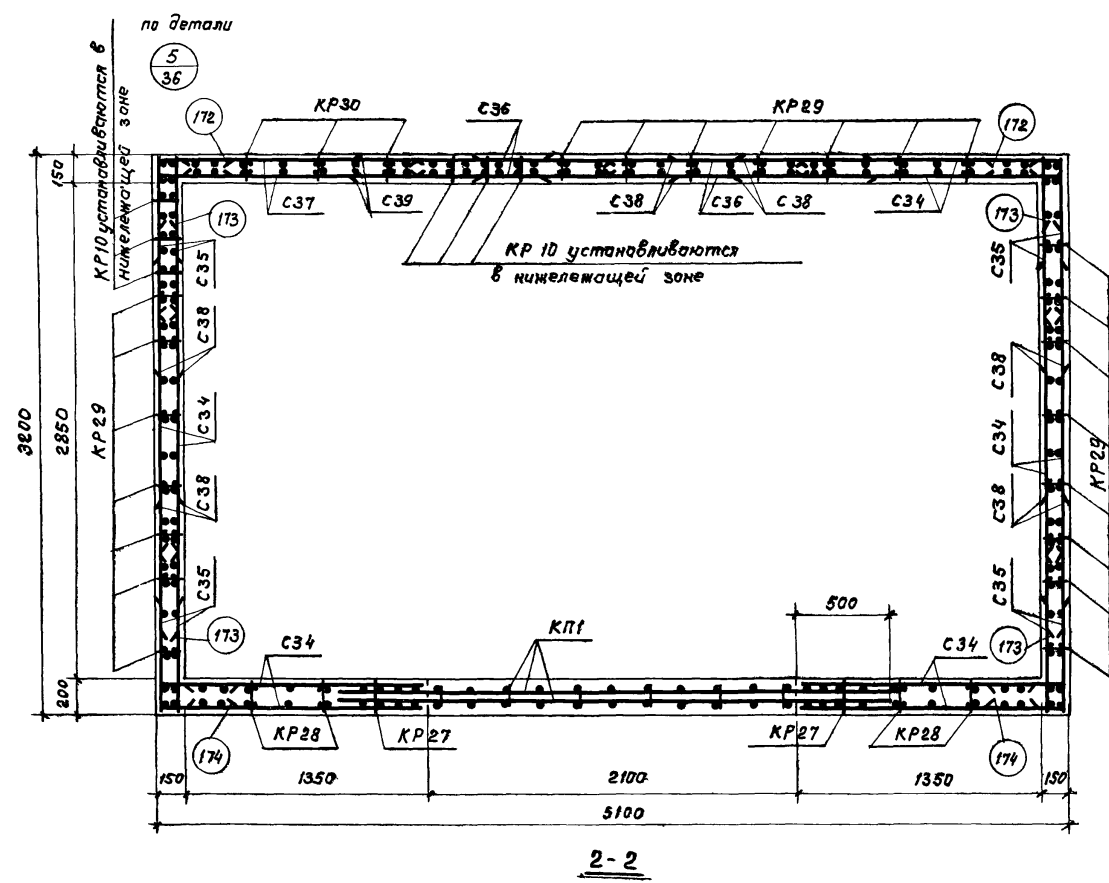 по детали
5
36
КР10 устанавливаются в
нижележащей зоне
172
КР30
С36
КР29
172
150
С37
С39
С38
С36
С38
С34
173
173
КР 10 устанавливаются
в нижележащей зоне
С35
С35
С38
С38
3200
2850
КР29
С34
С34
КР29
С38
С38
С35
С35
500
КП1
173
С34
С34
173
200
174
КР28
КР27
КР27
КР28
174
150
1350
2100
1350
150
5100
2-2